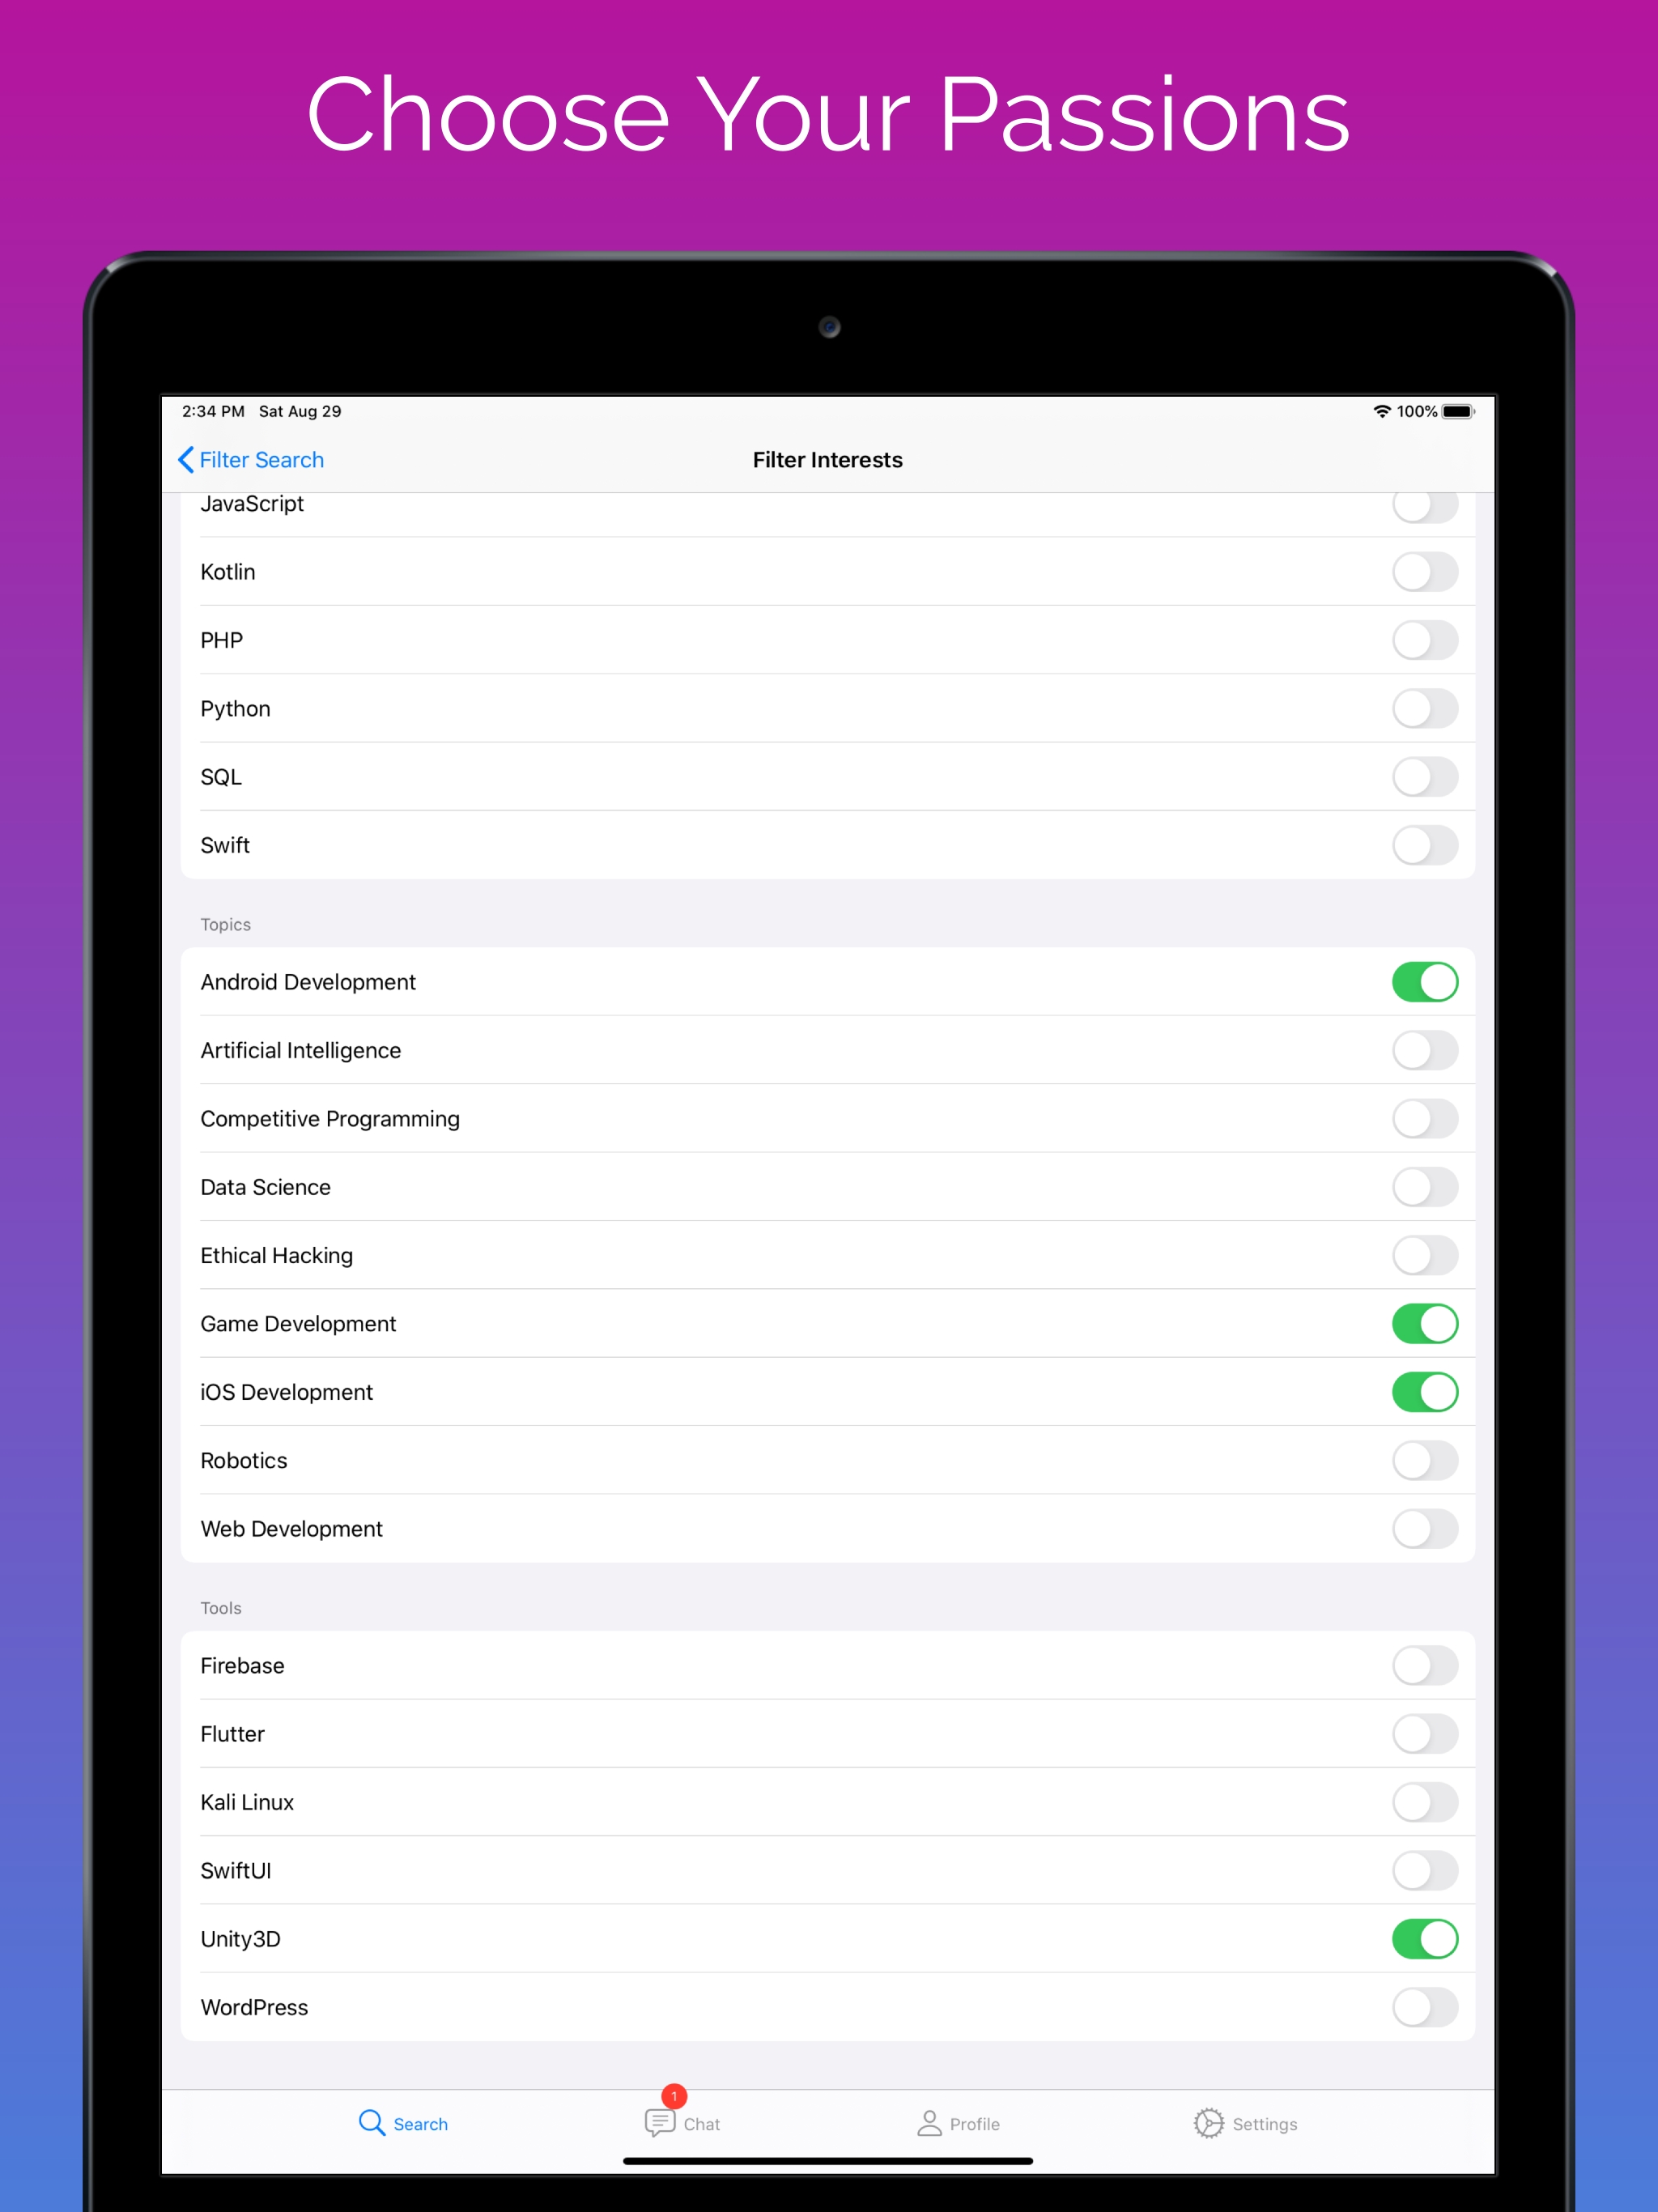 Choose Your Passions
2:34 PM Sat Aug 29 100%
Filter Search Filter Interests
JavaScript
Kotlin
PHP
Python
SQL
Swift
Topics
Android Development
Artificial Intelligence
Competitive Programming
Data Science
Ethical Hacking
Game Development
iOS Development
Robotics
Web Development
Tools
Firebase
Flutter
Kali Linux
SwiftUI
Unity3D
WordPress
1
Search Chat Profile Settings